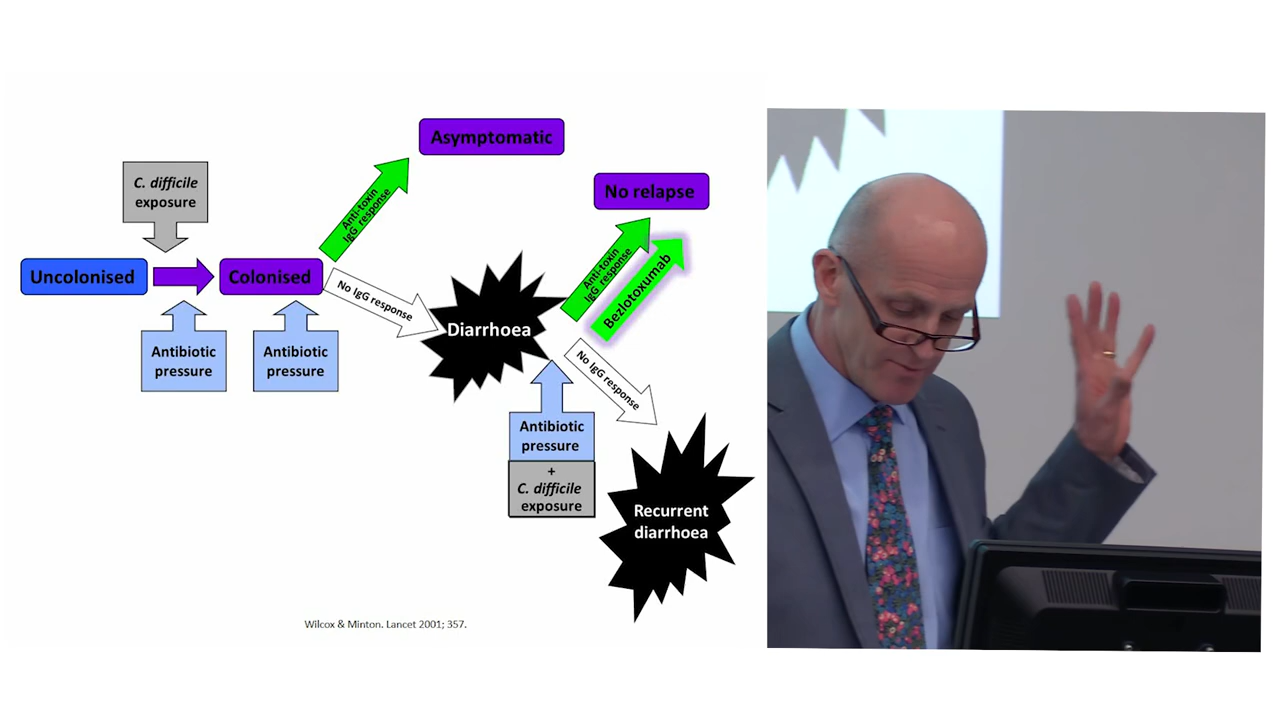 Asymptomatic
C. difficile
exposure
Anti-toxin
IgG response
No relapse
Uncolonised
Colonised
No IgG response
Anti-toxin
IgG response
Bezlotoxumab
Diarrhoea
Antibiotic
pressure
Antibiotic
pressure
No IgG response
Antibiotic
pressure
+
C. difficile
exposure
Recurrent
diarrhoea
Wilcox & Minton. Lancet 2001; 357.